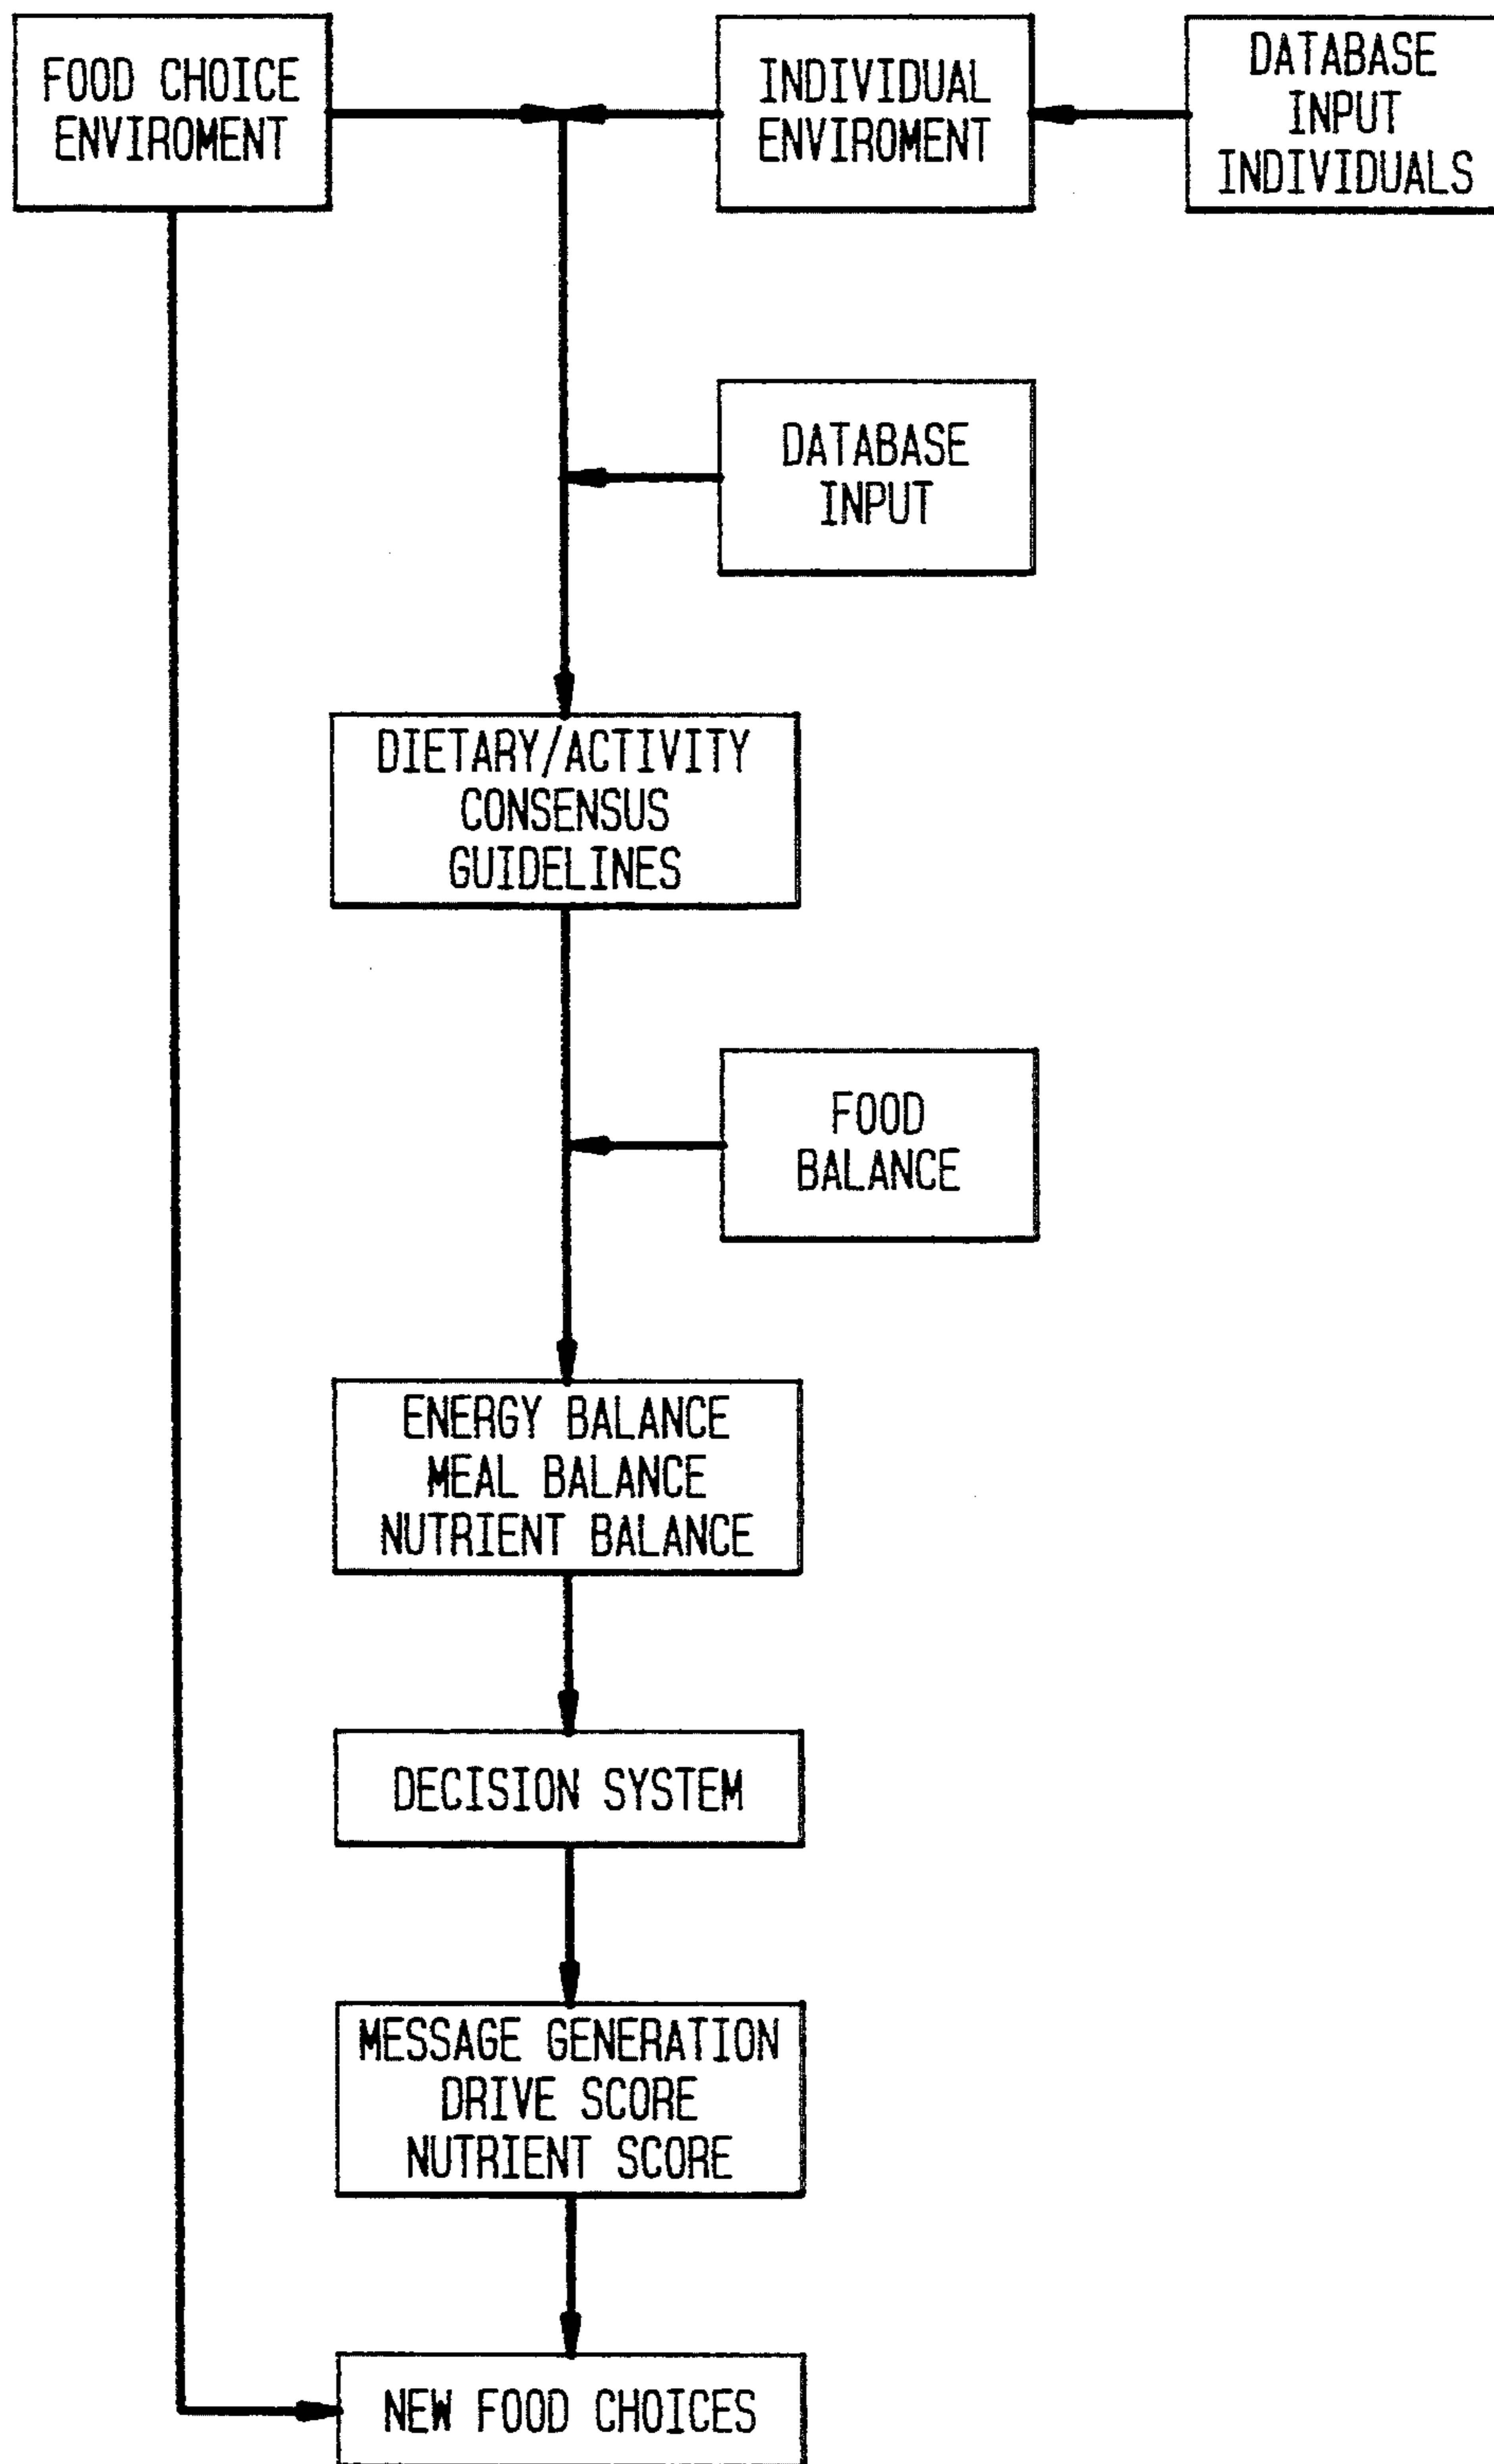 FOOD CHOICE
ENVIROMENT
INDIVIDUAL
ENVIROMENT
DATABASE
INPUT
INDIVIDUALS
DATABASE
INPUT
DIETARY/ACTIVITY
CONSENSUS
GUIDELINES
FOOD
BALANCE
ENERGY BALANCE
MEAL BALANCE
NUTRIENT BALANCE
DECISION SYSTEM
MESSAGE GENERATION
DRIVE SCORE
NUTRIENT SCORE
NEW FOOD CHOICES